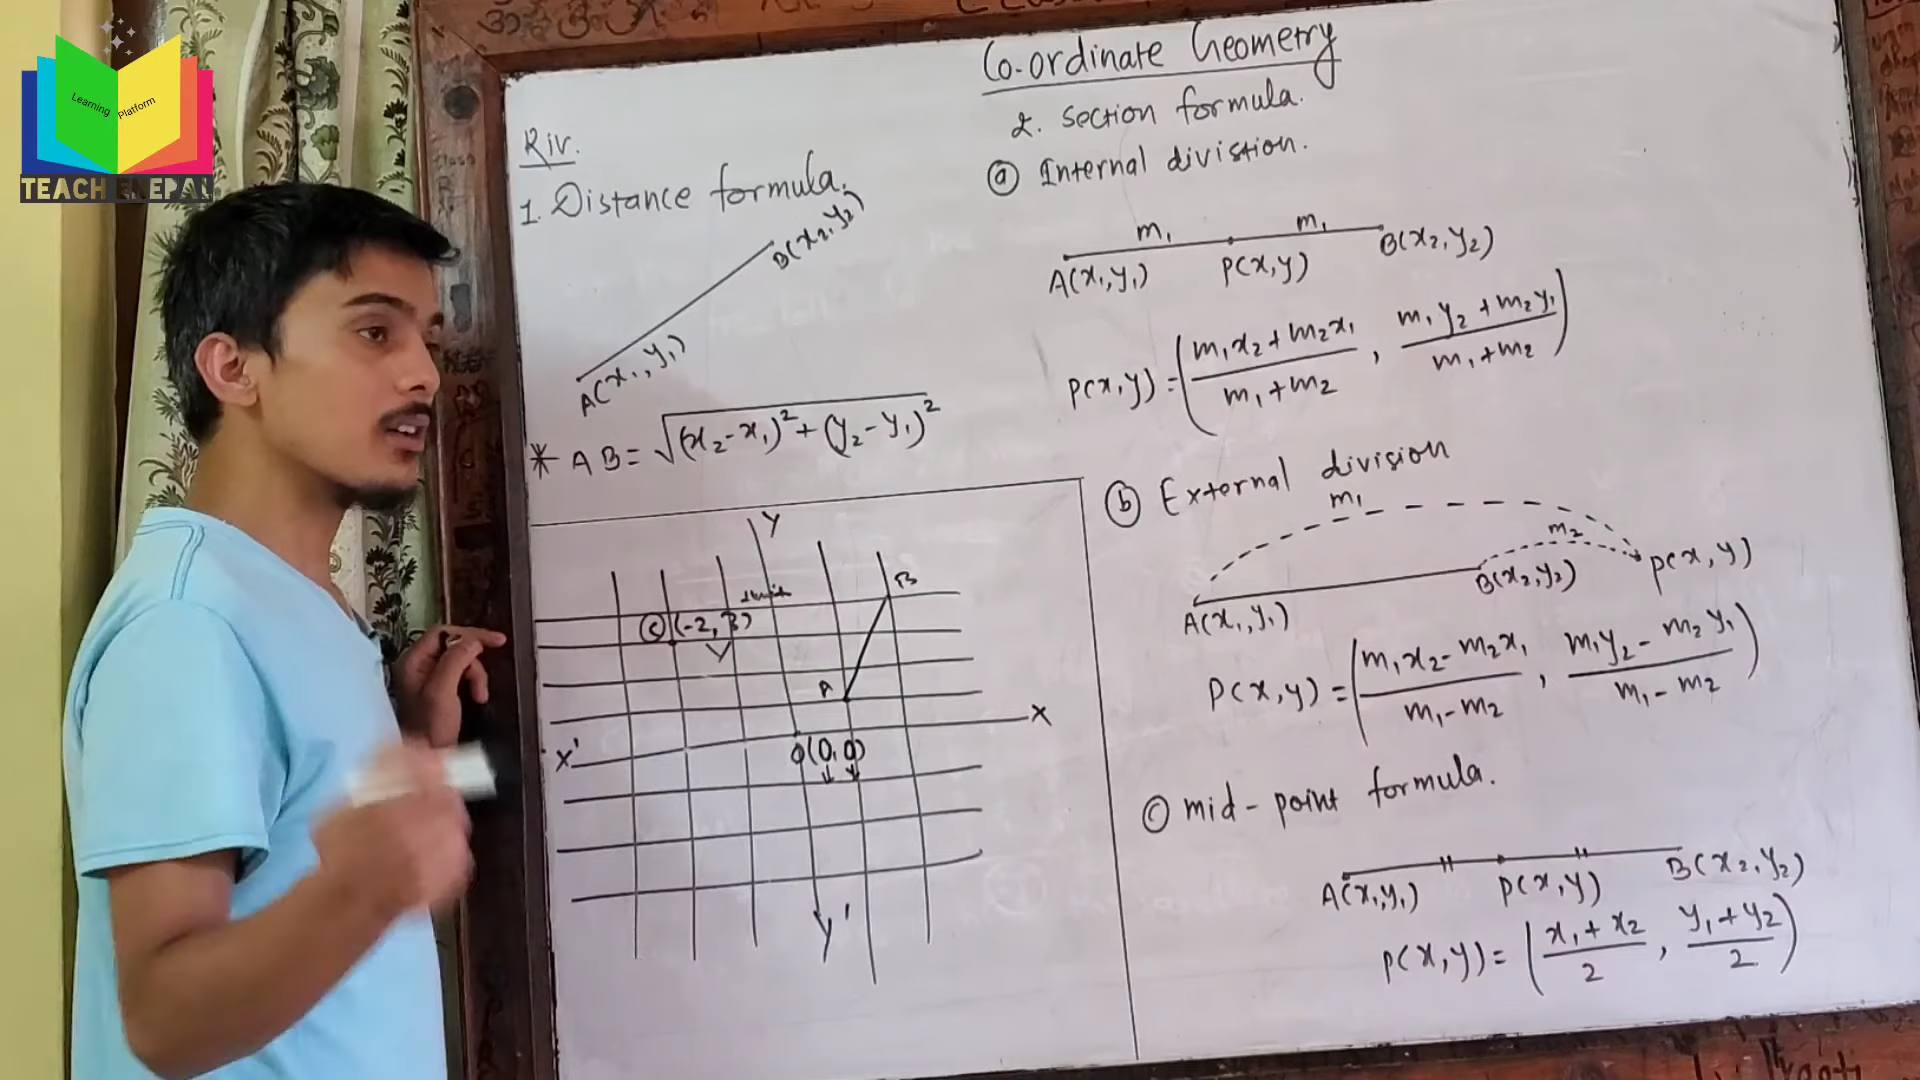 Learning Platform
TEACH ENEPAL
Co-ordinate Geometry
Riv.
1. Distance formula.
B(x₂, y₂)
A(x₁, y₁)
* AB = √(x₂-x₁)² + (y₂-y₁)²
Y
B
C (-2, 3)
A
X
X'
O(0, 0)
Y'
2. Section formula.
(a) Internal divistion.
m₁ m₁
A(x₁, y₁) P(x, y) B(x₂, y₂)
P(x, y) = ( (m₁x₂ + m₂x₁)/(m₁ + m₂) , (m₁y₂ + m₂y₁)/(m₁ + m₂) )
(b) External division
m₁
m₂
A(x₁, y₁) B(x₂, y₂) P(x, y)
P(x, y) = ( (m₁x₂ - m₂x₁)/(m₁ - m₂) , (m₁y₂ - m₂y₁)/(m₁ - m₂) )
(c) mid-point formula.
A(x₁, y₁) P(x, y) B(x₂, y₂)
P(x, y) = ( (x₁ + x₂)/2 , (y₁ + y₂)/2 )